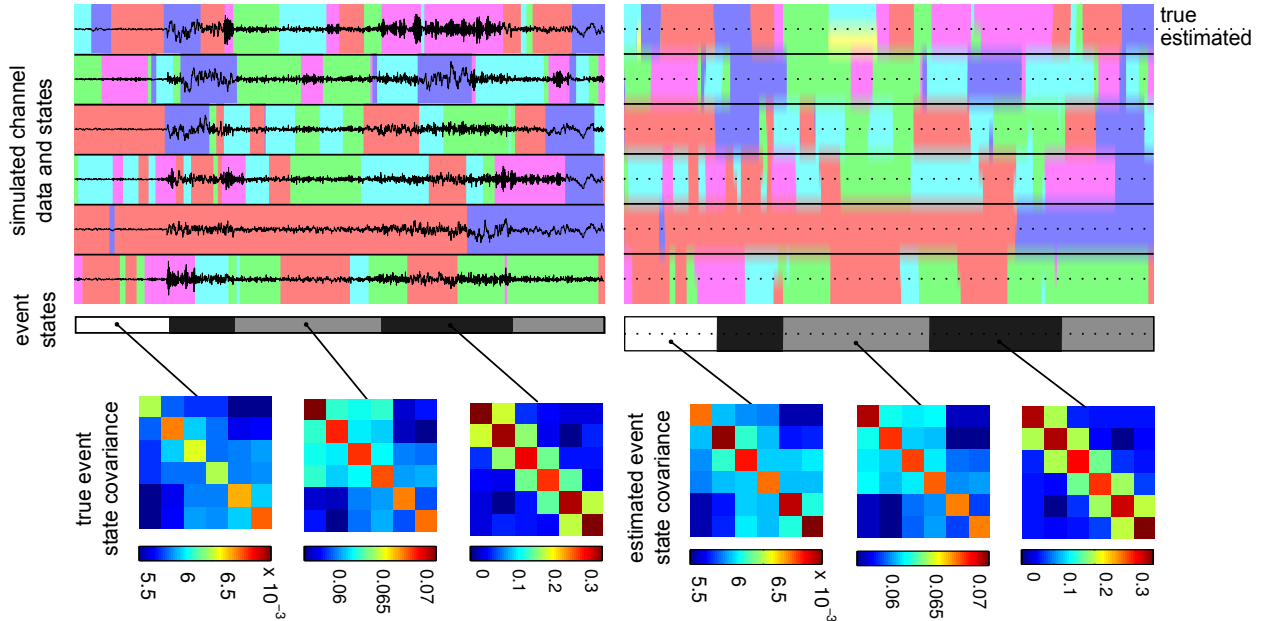 simulated channel
data and states
true
estimated
event
states
true event
state covariance
5.5
6
6.5
x 10−3
0.06
0.065
0.07
0
0.1
0.2
0.3
estimated event
state covariance
5.5
6
6.5
x 10−3
0.06
0.065
0.07
0
0.1
0.2
0.3